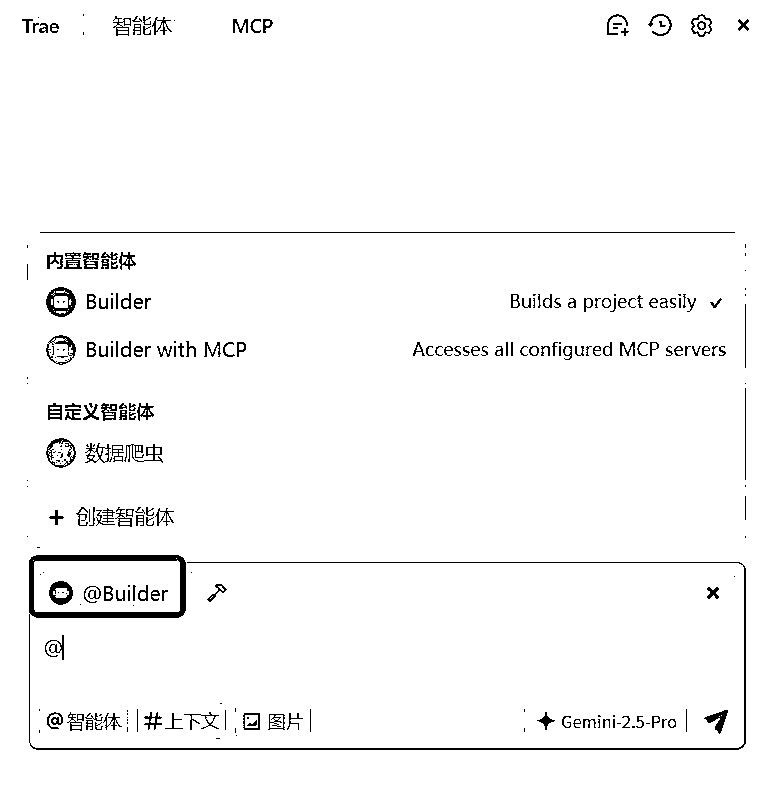 Trae 智能体 MCP
内置智能体
Builder Builds a project easily
Builder with MCP Accesses all configured MCP servers
自定义智能体
数据爬虫
+ 创建智能体
@Builder
@
@智能体 #上下文 图片 Gemini-2.5-Pro